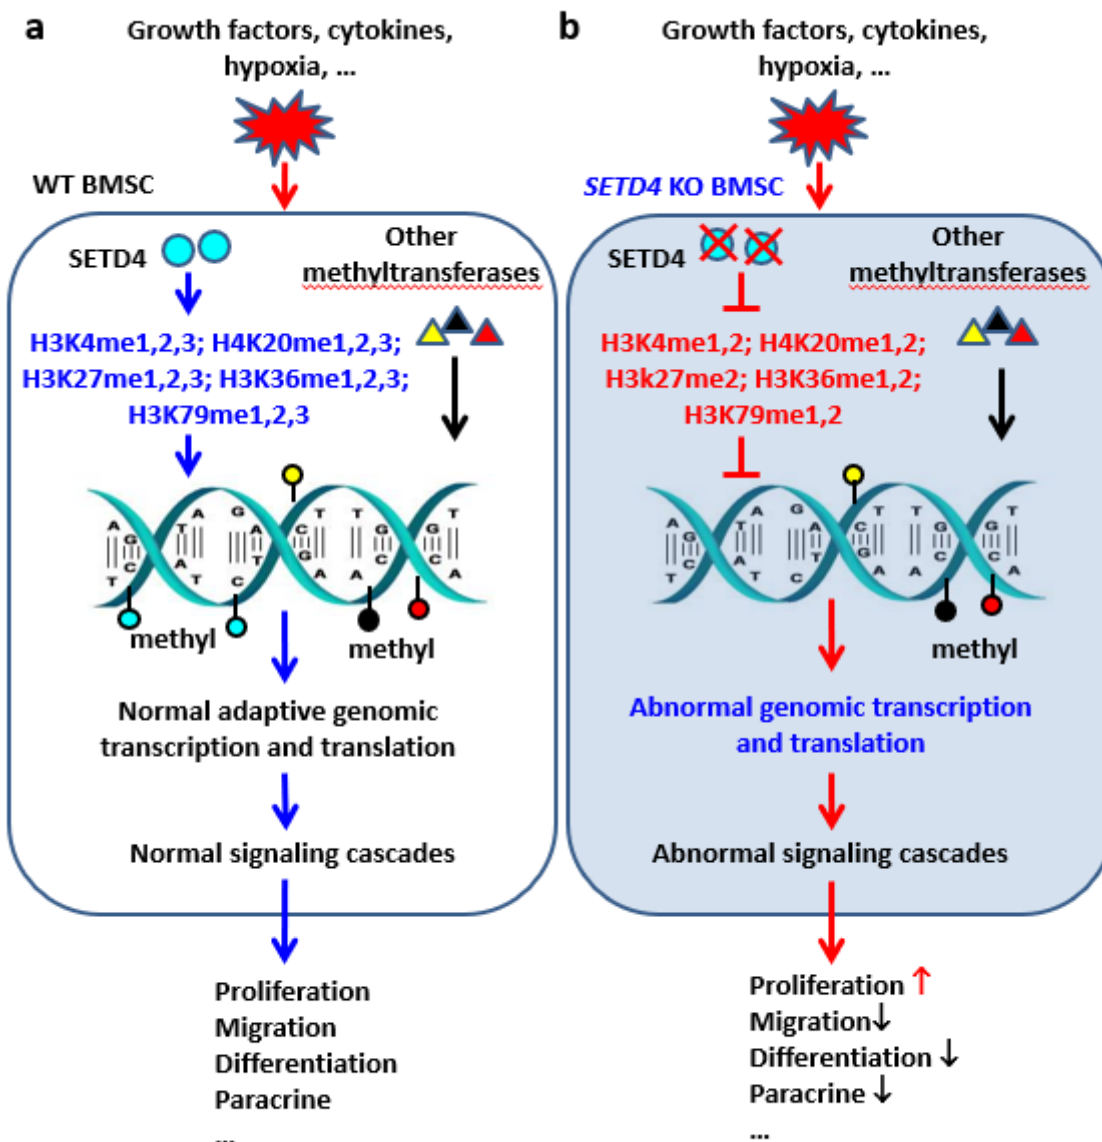 a
Growth factors, cytokines,
hypoxia, ...
WT BMSC
SETD4
Other
methyltransferases
H3K4me1,2,3; H4K20me1,2,3;
H3K27me1,2,3; H3K36me1,2,3;
H3K79me1,2,3
A
G
C
T
T
A
A
T
G
A
T
C
C
G
T
A
T
A
G
C
G
C
T
A
methyl
methyl
Normal adaptive genomic
transcription and translation
Normal signaling cascades
Proliferation
Migration
Differentiation
Paracrine
...
b
Growth factors, cytokines,
hypoxia, ...
SETD4 KO BMSC
SETD4
Other
methyltransferases
H3K4me1,2; H4K20me1,2;
H3k27me2; H3K36me1,2;
H3K79me1,2
A
G
C
T
T
A
A
T
G
A
T
C
C
G
T
A
T
A
G
C
G
C
T
A
methyl
Abnormal genomic transcription
and translation
Abnormal signaling cascades
Proliferation ↑
Migration↓
Differentiation ↓
Paracrine ↓
...